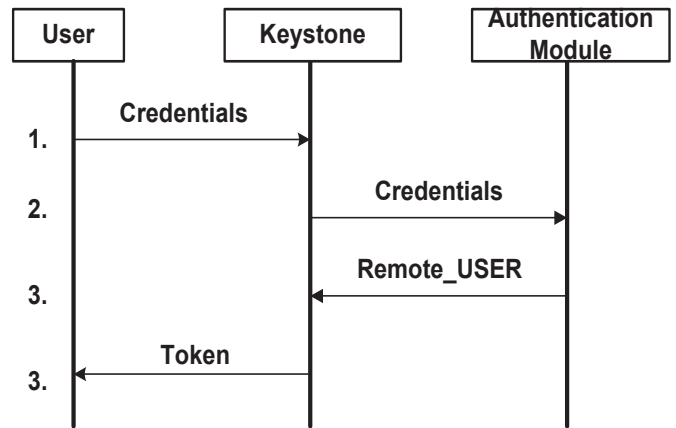 User
Keystone
Authentication
Module
Credentials
1.
Credentials
2.
Remote_USER
3.
Token
3.